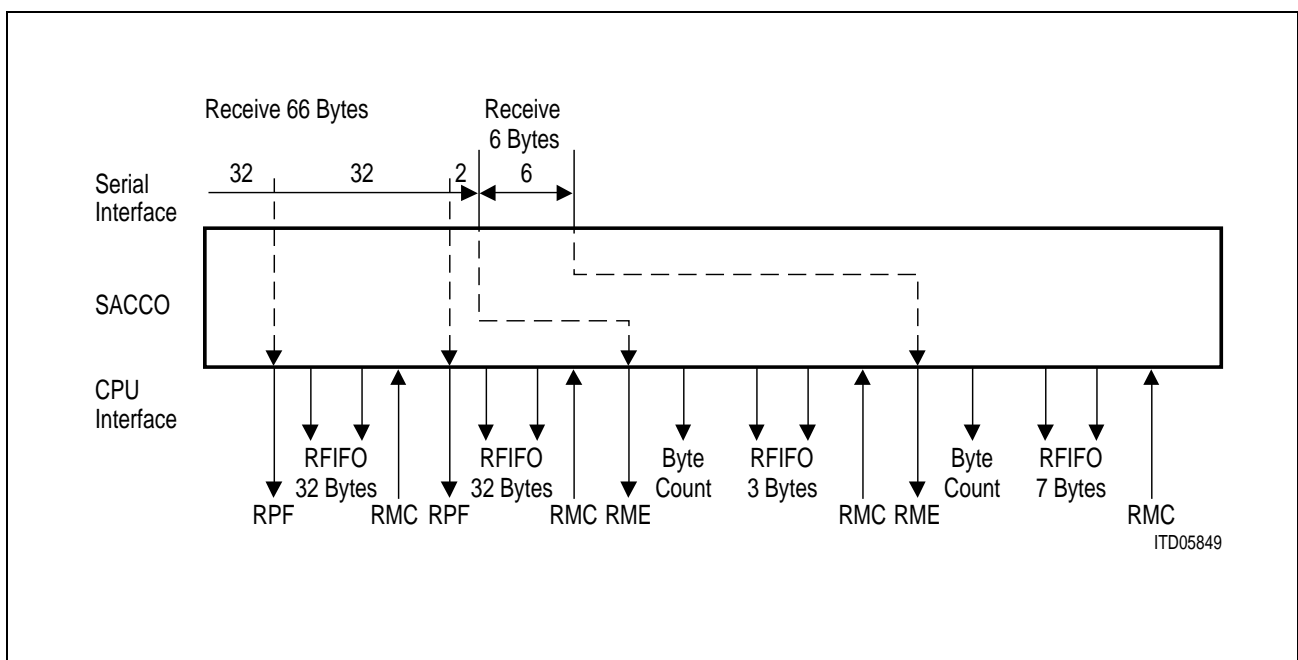 Receive 66 Bytes
Receive
6 Bytes
32 32 2 6
Serial
Interface
SACCO
CPU
Interface
RFIFO
32 Bytes
RFIFO
32 Bytes
Byte
Count
RFIFO
3 Bytes
Byte
Count
RFIFO
7 Bytes
RPF RMC RPF RMC RME RMC RME RMC
ITD05849